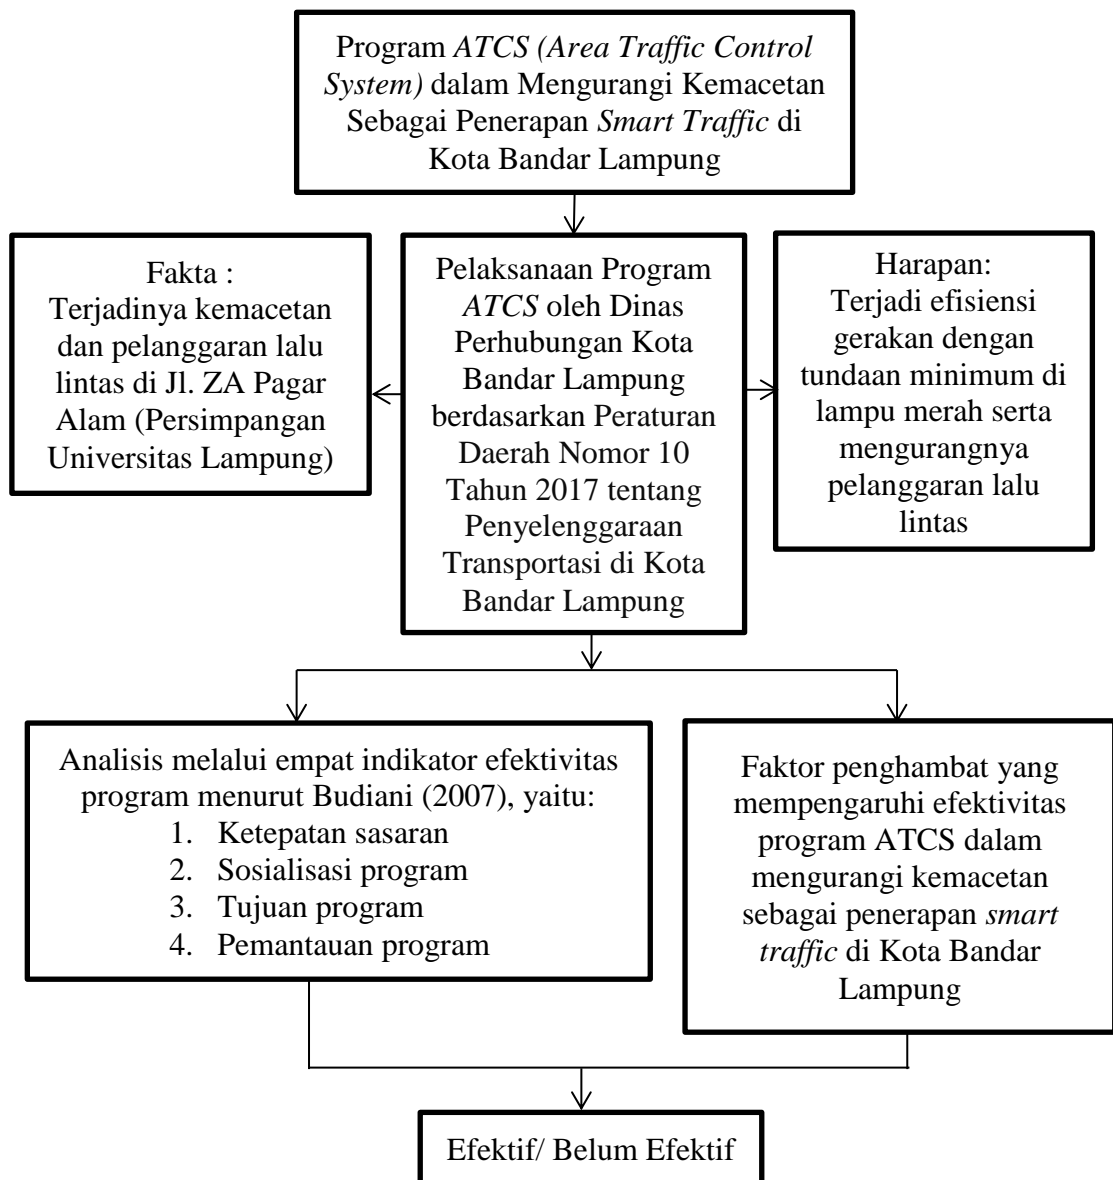 Program ATCS (Area Traffic Control
System) dalam Mengurangi Kemacetan
Sebagai Penerapan Smart Traffic di
Kota Bandar Lampung
Fakta :
Terjadinya kemacetan
dan pelanggaran lalu
lintas di Jl. ZA Pagar
Alam (Persimpangan
Universitas Lampung)
Pelaksanaan Program
ATCS oleh Dinas
Perhubungan Kota
Bandar Lampung
berdasarkan Peraturan
Daerah Nomor 10
Tahun 2017 tentang
Penyelenggaraan
Transportasi di Kota
Bandar Lampung
Harapan:
Terjadi efisiensi
gerakan dengan
tundaan minimum di
lampu merah serta
mengurangnya
pelanggaran lalu
lintas
Analisis melalui empat indikator efektivitas
program menurut Budiani (2007), yaitu:
1. Ketepatan sasaran
2. Sosialisasi program
3. Tujuan program
4. Pemantauan program
Faktor penghambat yang
mempengaruhi efektivitas
program ATCS dalam
mengurangi kemacetan
sebagai penerapan smart
traffic di Kota Bandar
Lampung
Efektif/ Belum Efektif